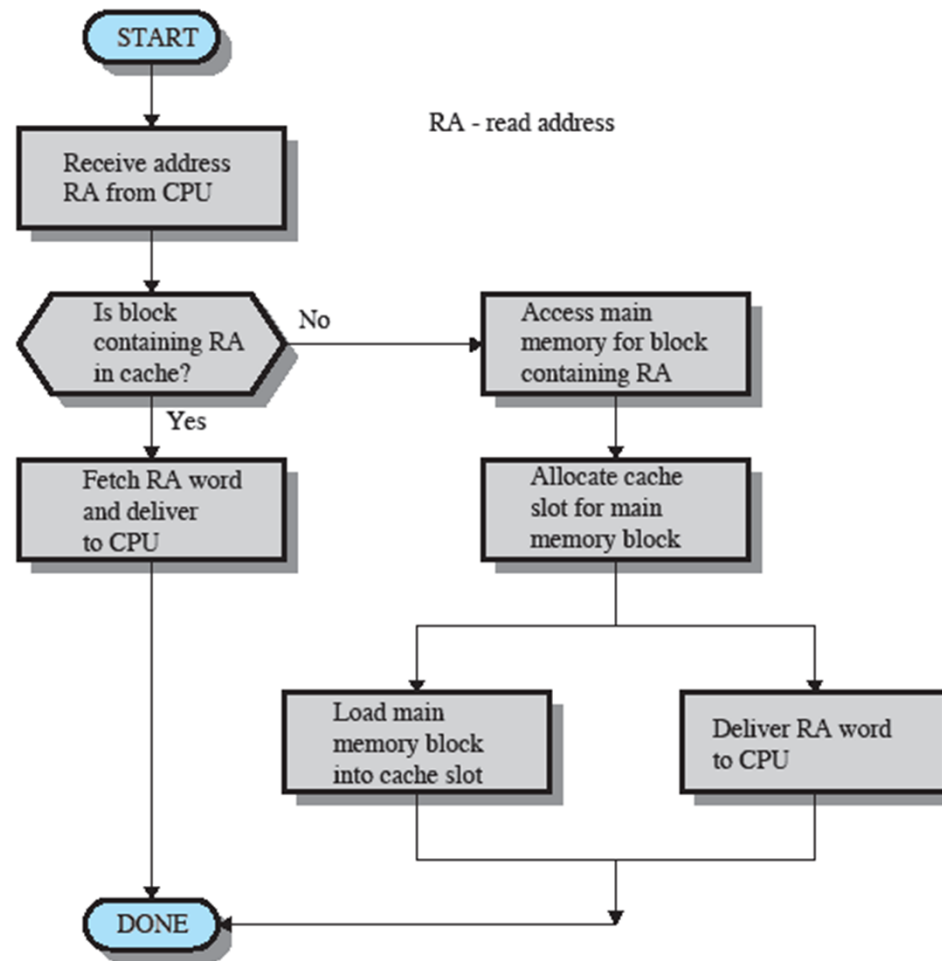 START
RA - read address
Receive address
RA from CPU
Is block
containing RA
in cache?
No
Access main
memory for block
containing RA
Yes
Fetch RA word
and deliver
to CPU
Allocate cache
slot for main
memory block
Load main
memory block
into cache slot
Deliver RA word
to CPU
DONE